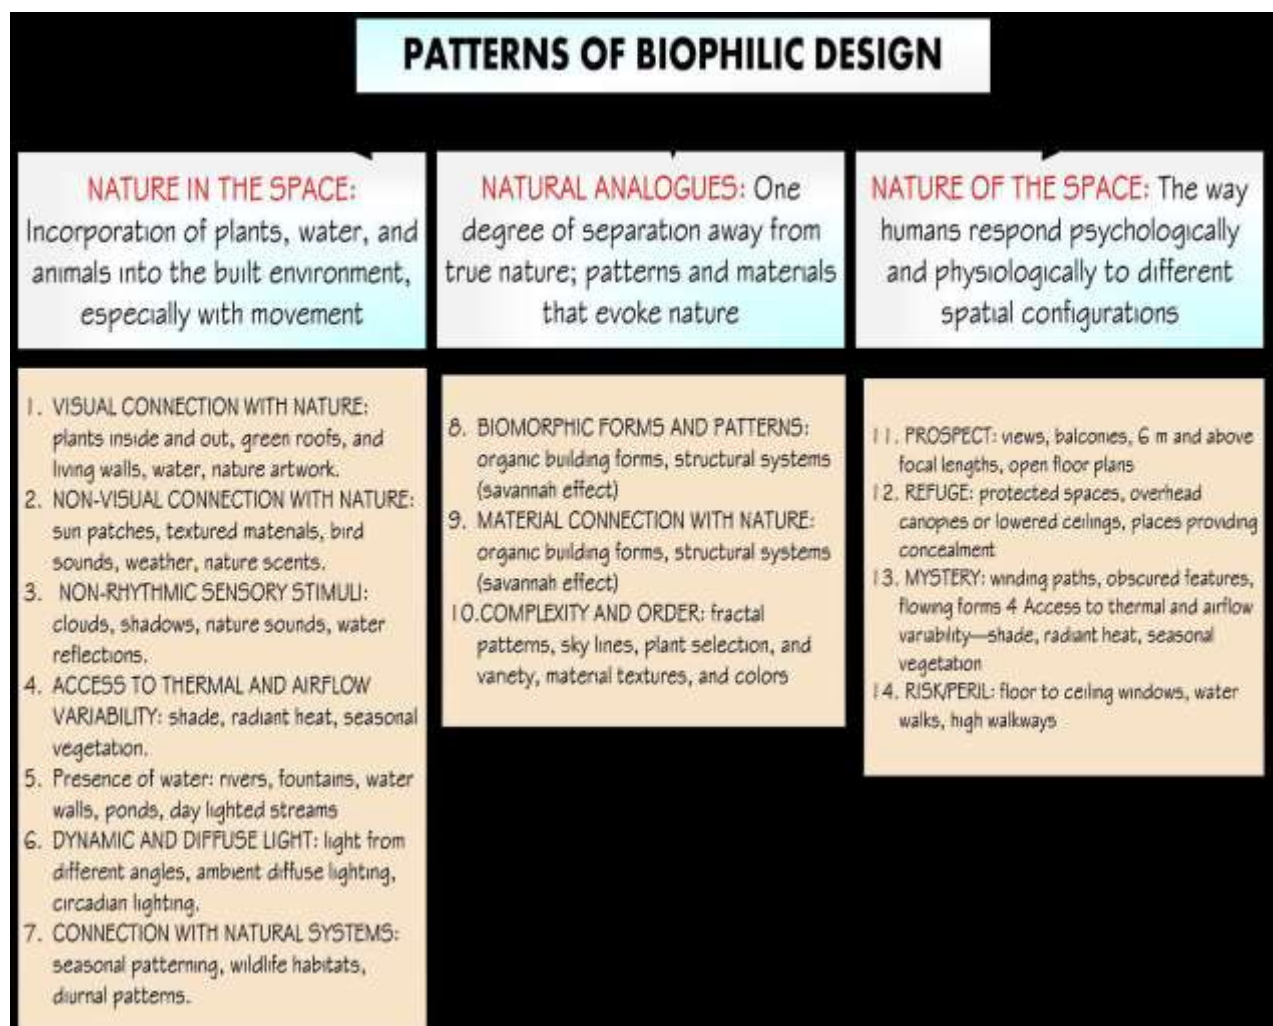 PATTERNS OF BIOPHILIC DESIGN
NATURE IN THE SPACE:
Incorporation of plants, water, and
animals into the built environment,
especially with movement
NATURAL ANALOGUES: One
degree of separation away from
true nature; patterns and materials
that evoke nature
NATURE OF THE SPACE: The way
humans respond psychologically
and physiologically to different
spatial configurations
1. VISUAL CONNECTION WITH NATURE:
plants inside and out, green roofs, and
living walls, water, nature artwork.
2. NON-VISUAL CONNECTION WITH NATURE:
sun patches, textured materials, bird
sounds, weather, nature scents.
3. NON-RHYTHMIC SENSORY STIMULI:
clouds, shadows, nature sounds, water
reflections.
4. ACCESS TO THERMAL AND AIRFLOW
VARIABILITY: shade, radiant heat, seasonal
vegetation.
5. Presence of water: rivers, fountains, water
walls, ponds, day lighted streams
6. DYNAMIC AND DIFFUSE LIGHT: light from
different angles, ambient diffuse lighting,
circadian lighting.
7. CONNECTION WITH NATURAL SYSTEMS:
seasonal patterning, wildlife habitats,
diurnal patterns.
8. BIOMORPHIC FORMS AND PATTERNS:
organic building forms, structural systems
(savannah effect)
9. MATERIAL CONNECTION WITH NATURE:
organic building forms, structural systems
(savannah effect)
10.COMPLEXITY AND ORDER: fractal
patterns, sky lines, plant selection, and
variety, material textures, and colors
11. PROSPECT: views, balconies, 6 m and above
focal lengths, open floor plans
12. REFUGE: protected spaces, overhead
canopies or lowered ceilings, places providing
concealment
13. MYSTERY: winding paths, obscured features,
flowing forms 4 Access to thermal and airflow
variability—shade, radiant heat, seasonal
vegetation
14. RISK/PERIL: floor to ceiling windows, water
walks, high walkways